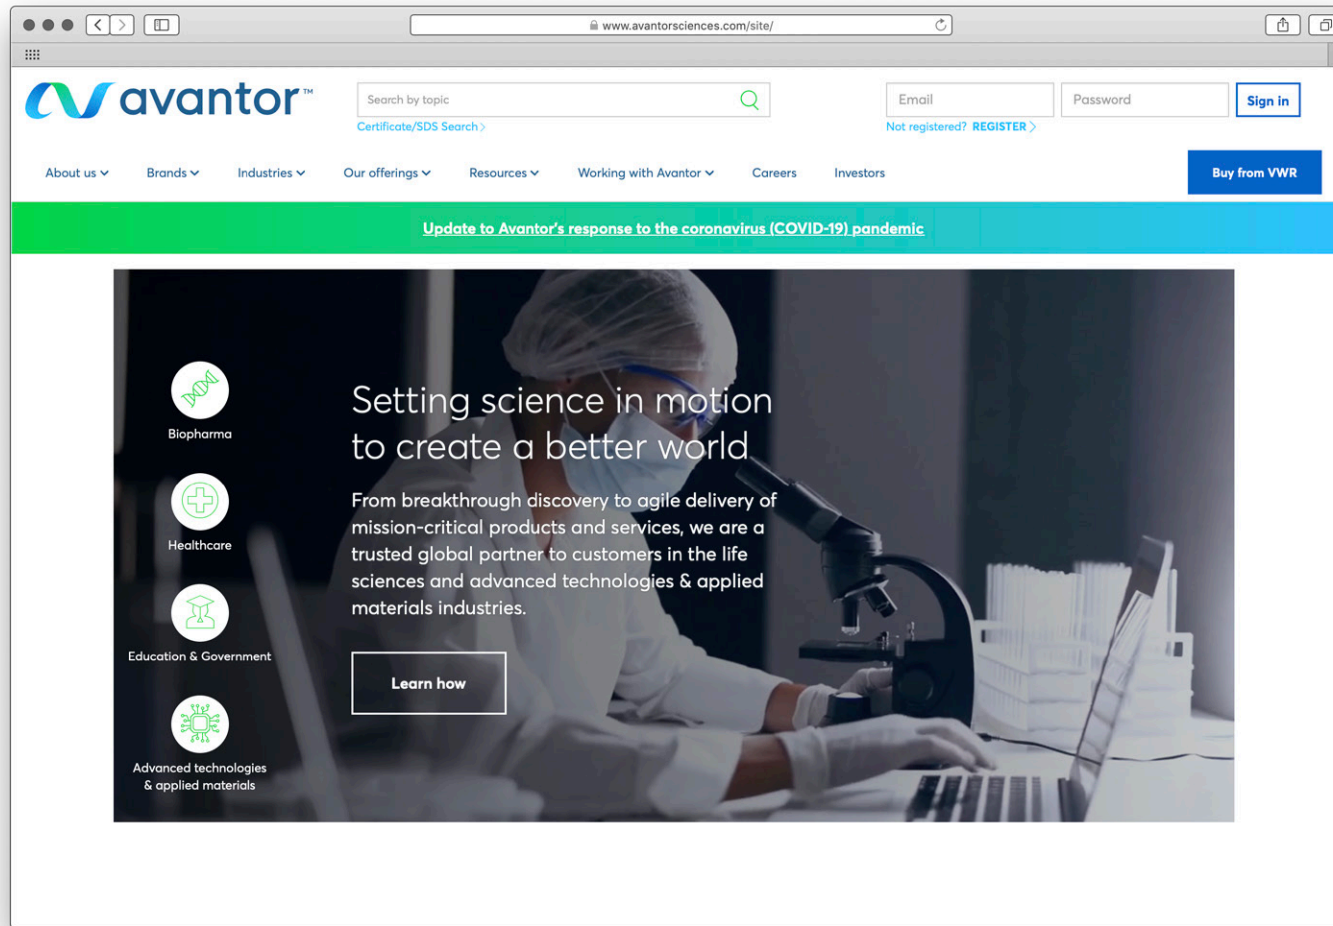 www.avantorsciences.com/site/
avantor™
Search by topic
Certificate/SDS Search >
Email
Password
Sign in
Not registered? REGISTER >
About us
Brands
Industries
Our offerings
Resources
Working with Avantor
Careers
Investors
Buy from VWR
Update to Avantor's response to the coronavirus (COVID-19) pandemic
Biopharma
Healthcare
Education & Government
Advanced technologies
& applied materials
Setting science in motion
to create a better world
From breakthrough discovery to agile delivery of
mission-critical products and services, we are a
trusted global partner to customers in the life
sciences and advanced technologies & applied
materials industries.
Learn how